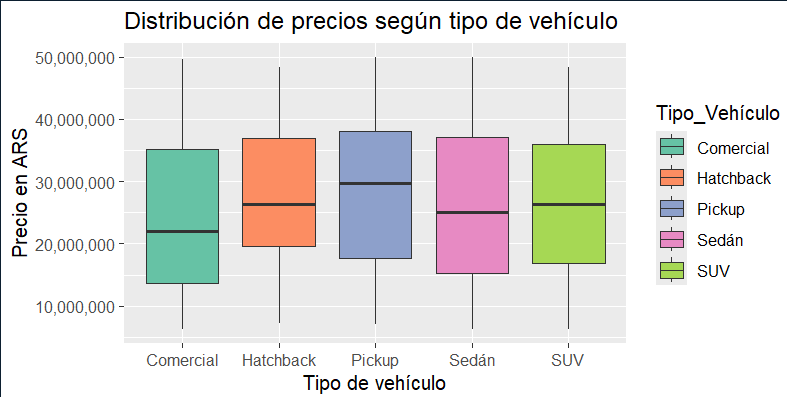 Distribución de precios según tipo de vehículo
50,000,000
40,000,000
30,000,000
20,000,000
10,000,000
Precio en ARS
Comercial
Hatchback
Pickup
Sedán
SUV
Tipo de vehículo
Tipo_Vehículo
Comercial
Hatchback
Pickup
Sedán
SUV